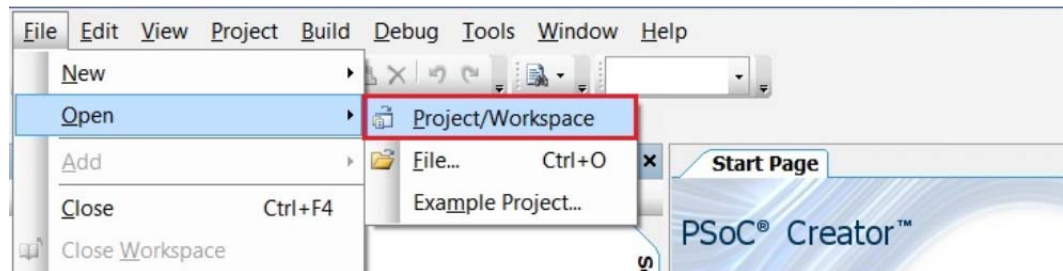 File Edit View Project Build Debug Tools Window Help
New
Open
Project/Workspace
Add
File... Ctrl+O
Close Ctrl+F4
Example Project...
Close Workspace
Start Page
PSoC® Creator™